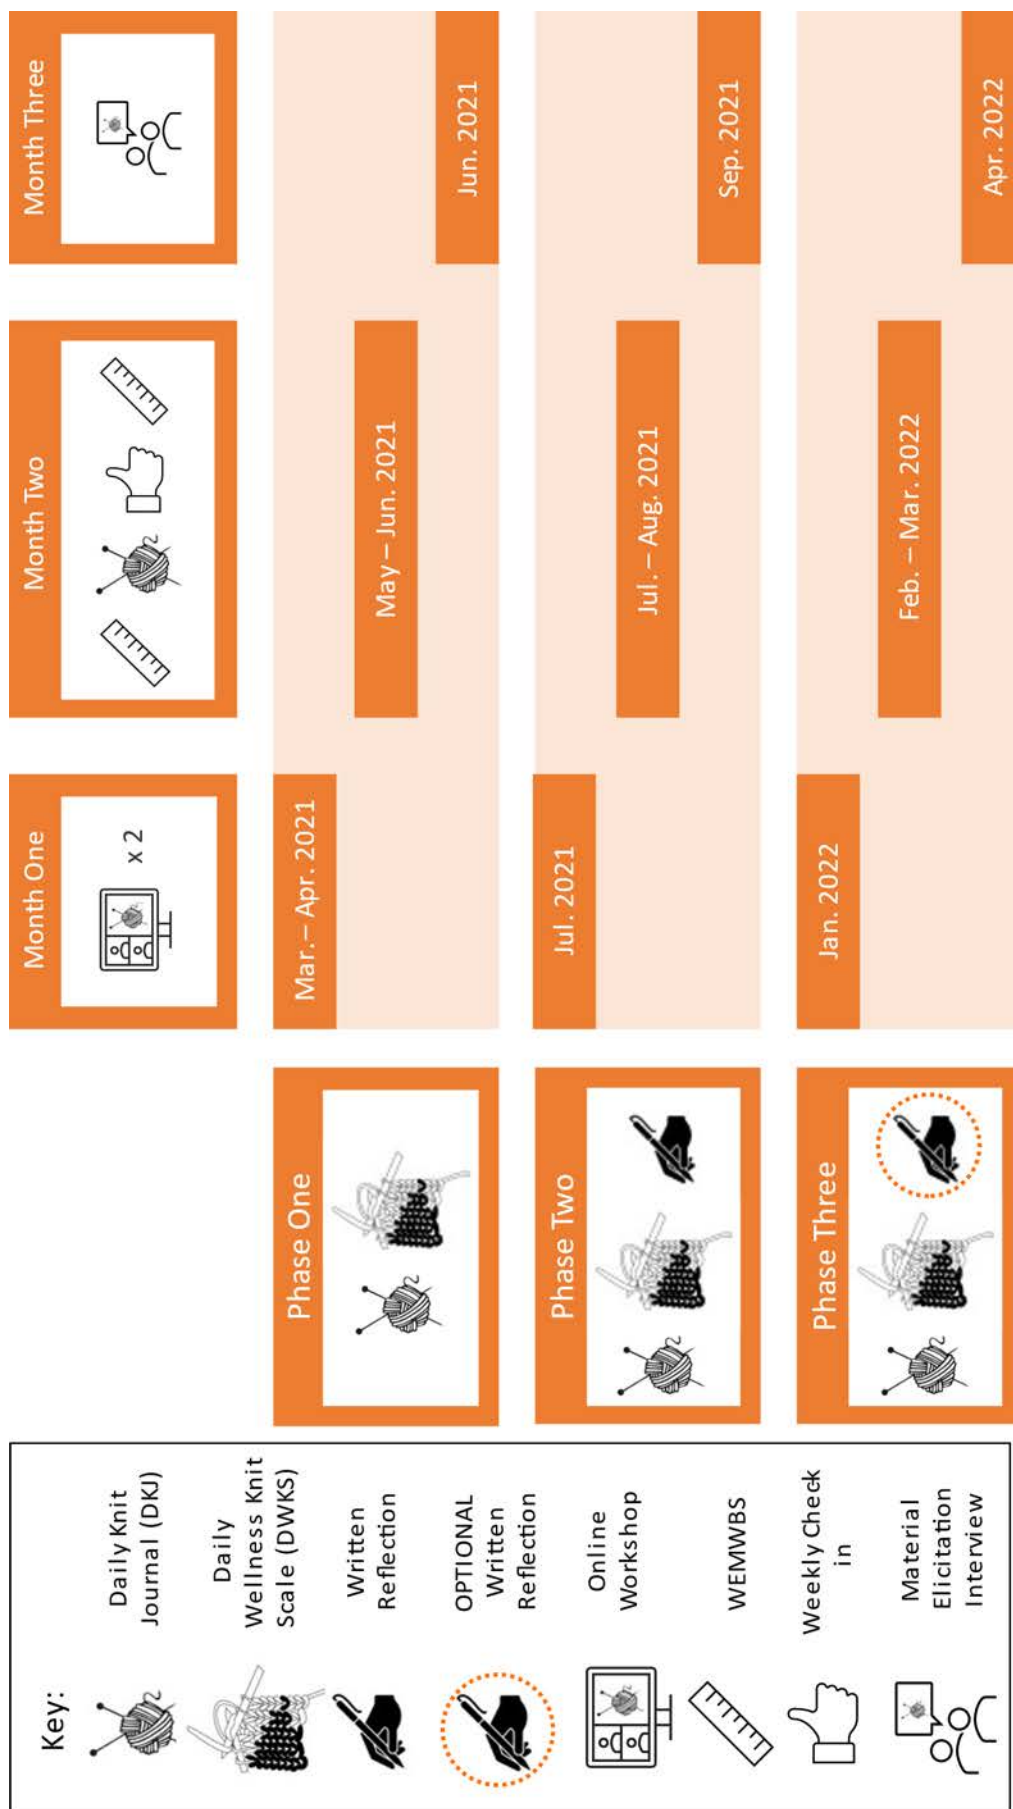 Key:
Daily Knit
Journal (DKJ)
Daily
Wellness Knit
Scale (DWKS)
Written
Reflection
OPTIONAL
Written
Reflection
Online
Workshop
WEMWBS
Weekly Check
in
Material
Elicitation
Interview
Month One
x 2
Month Two
Month Three
Phase One
Mar.– Apr. 2021
May – Jun. 2021
Jun. 2021
Phase Two
Jul. 2021
Jul. – Aug. 2021
Sep. 2021
Phase Three
Jan. 2022
Feb. – Mar. 2022
Apr. 2022